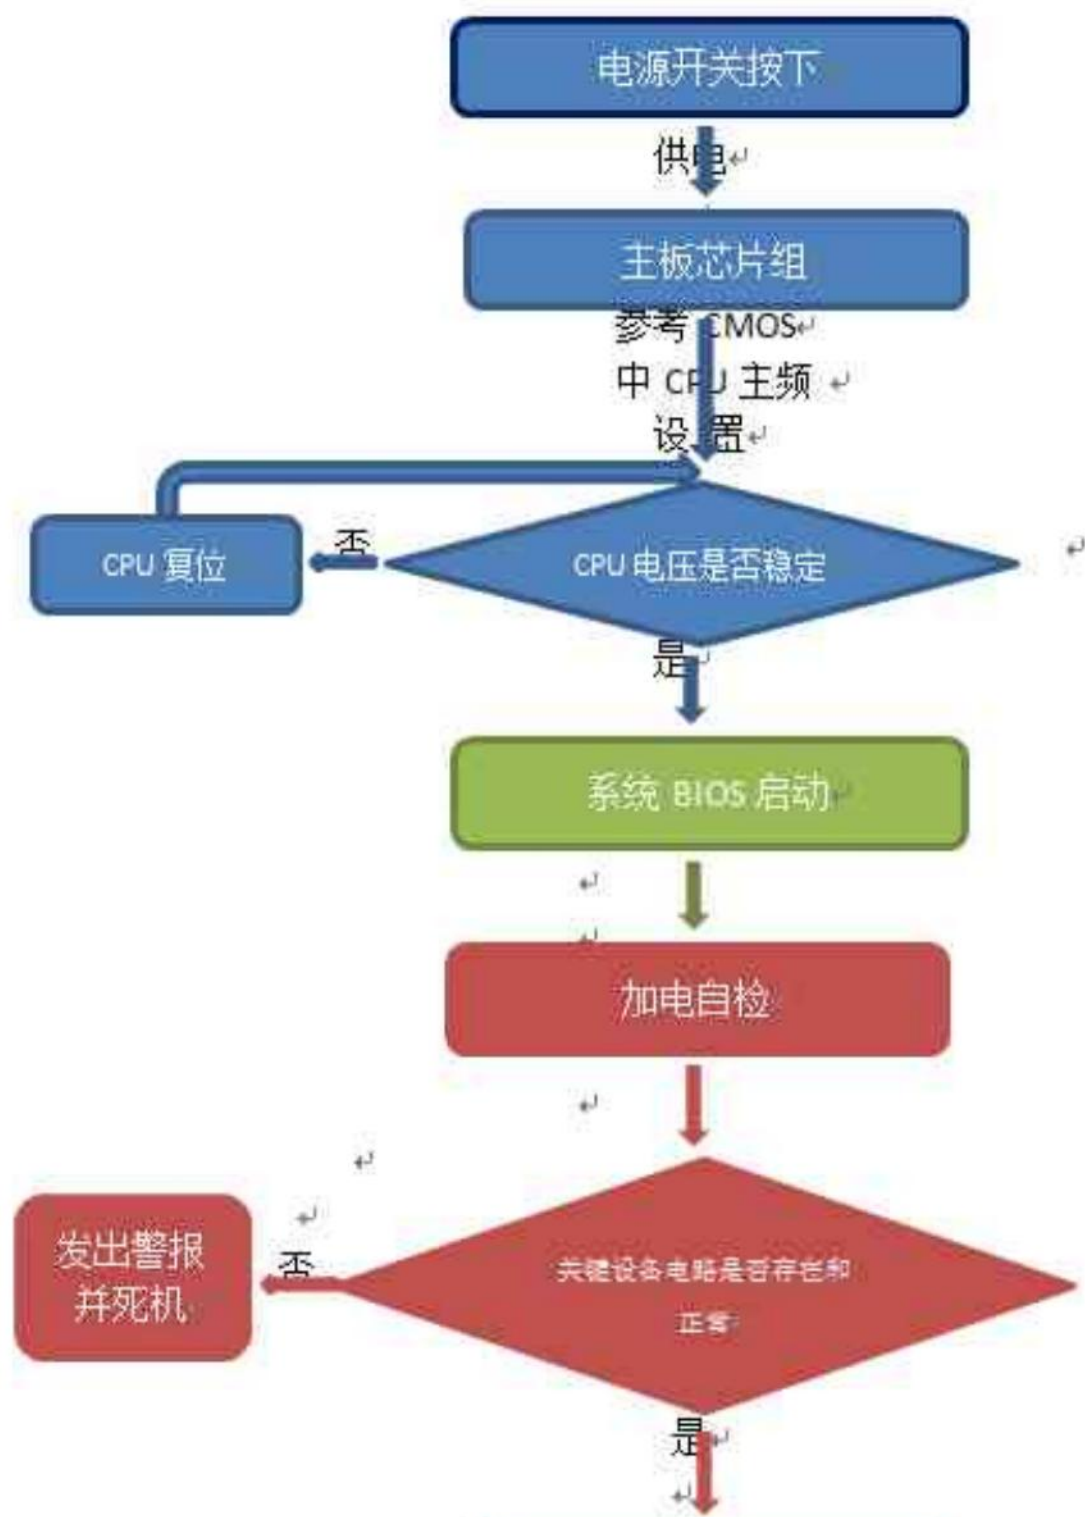 电源开关按下
供电
主板芯片组
参考 CMOS
中 CPU 主频
设 置
CPU 复位
否
CPU 电压是否稳定
是
系统 BIOS 启动
加电自检
发出警报
并死机
否
关键设备电路是否存在和
正常
是